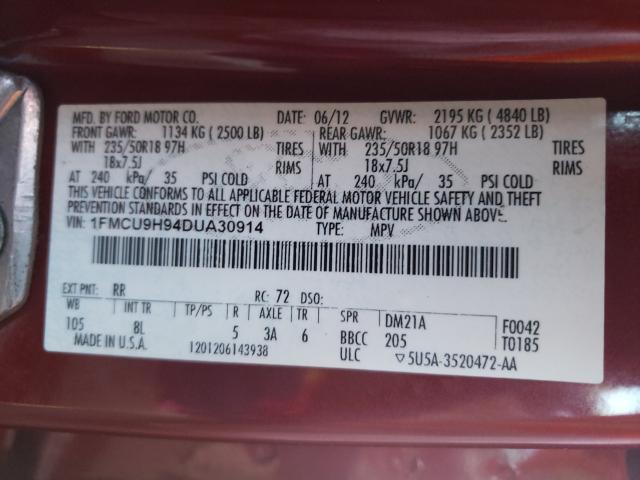 MFD. BY FORD MOTOR CO. DATE: 06/12 GVWR: 2195 KG ( 4840 LB)
FRONT GAWR: 1134 KG ( 2500 LB) REAR GAWR: 1067 KG ( 2352 LB)
WITH 235/50R18 97H TIRES WITH 235/50R18 97H TIRES
18x7.5J RIMS 18x7.5J RIMS
AT 240 kPa/ 35 PSI COLD AT 240 kPa/ 35 PSI COLD
THIS VEHICLE CONFORMS TO ALL APPLICABLE FEDERAL MOTOR VEHICLE SAFETY AND THEFT
PREVENTION STANDARDS IN EFFECT ON THE DATE OF MANUFACTURE SHOWN ABOVE.
VIN: 1FMCU9H94DUA30914 TYPE: MPV
EXT PNT: RR RC: 72 DSO:
WB INT TR TP/PS R AXLE TR SPR DM21A F0042
105 8L 5 3A 6 BBCC 205 T0185
MADE IN U.S.A. 1201206143938 ULC ▽5U5A-3520472-AA